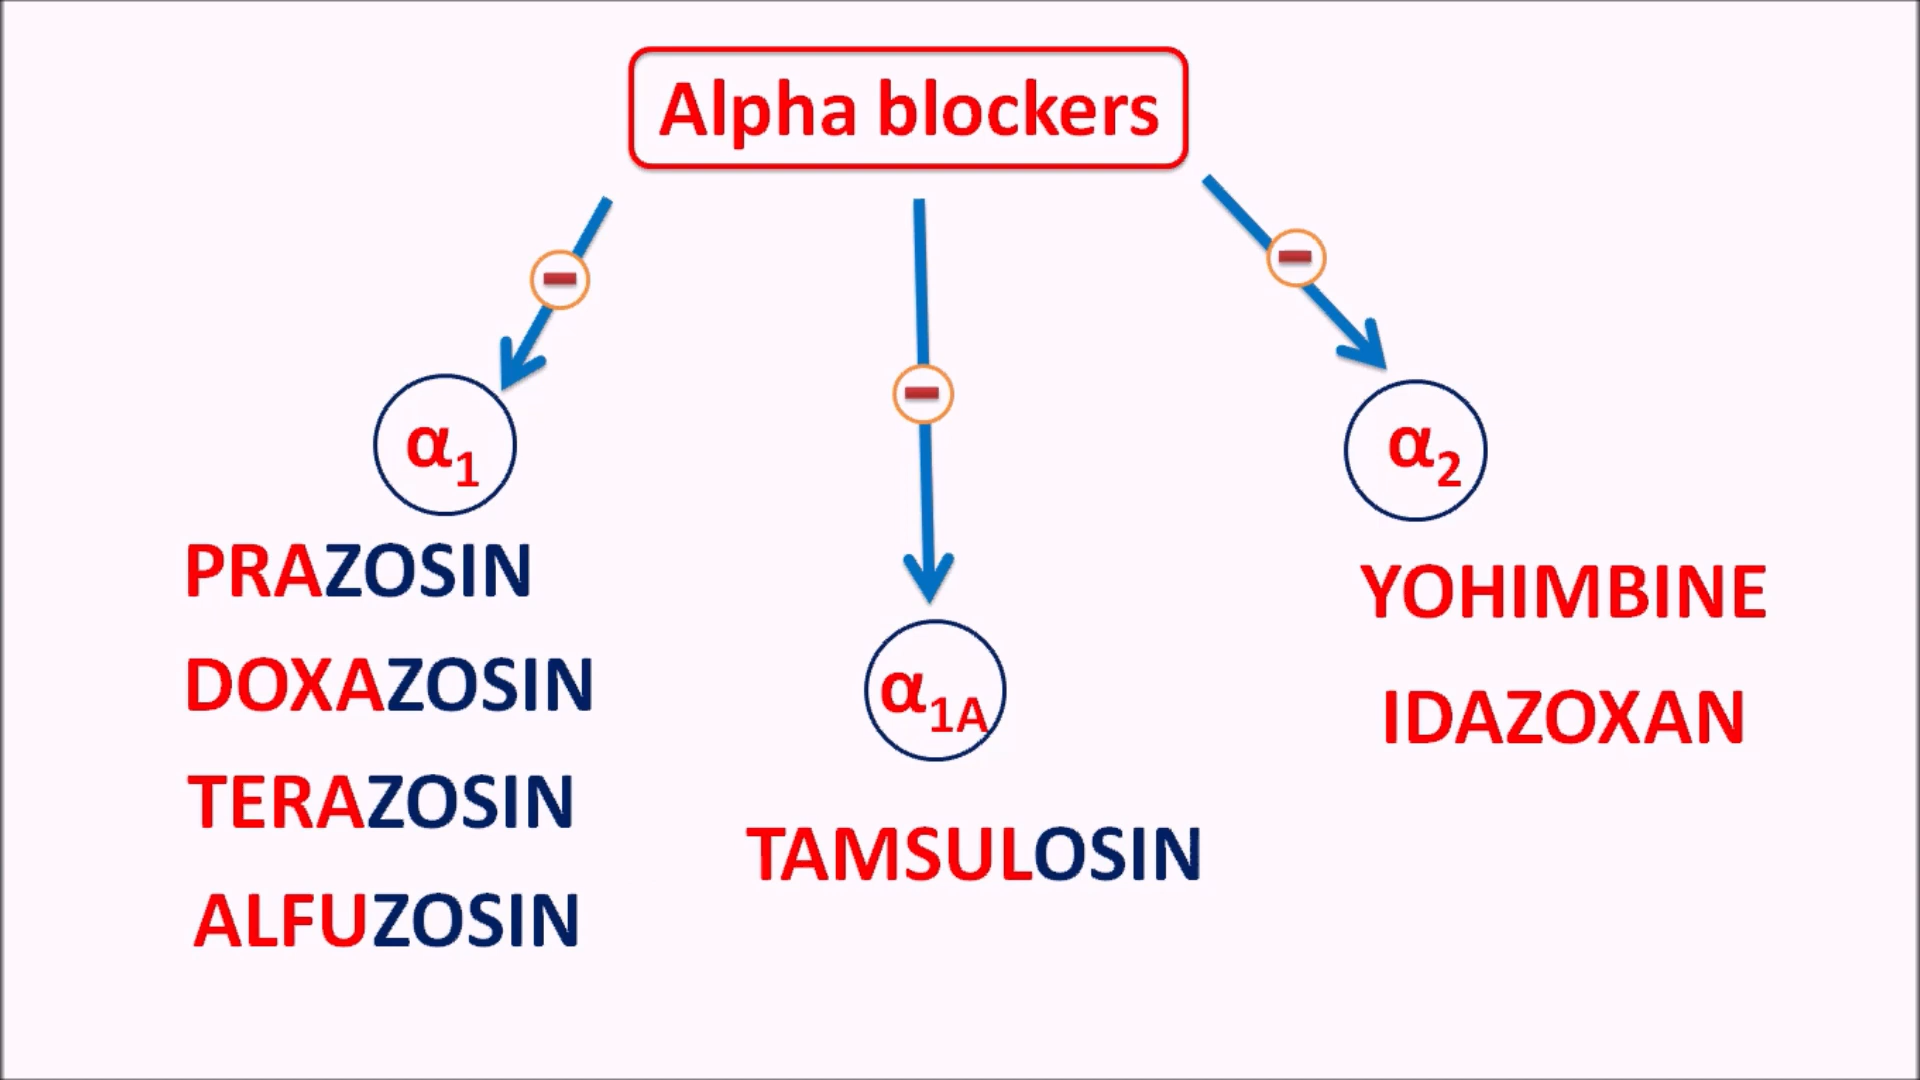 Alpha blockers
α1
PRAZOSIN
DOXAZOSIN
TERAZOSIN
ALFUZOSIN
α1A
TAMSULOSIN
α2
YOHIMBINE
IDAZOXAN